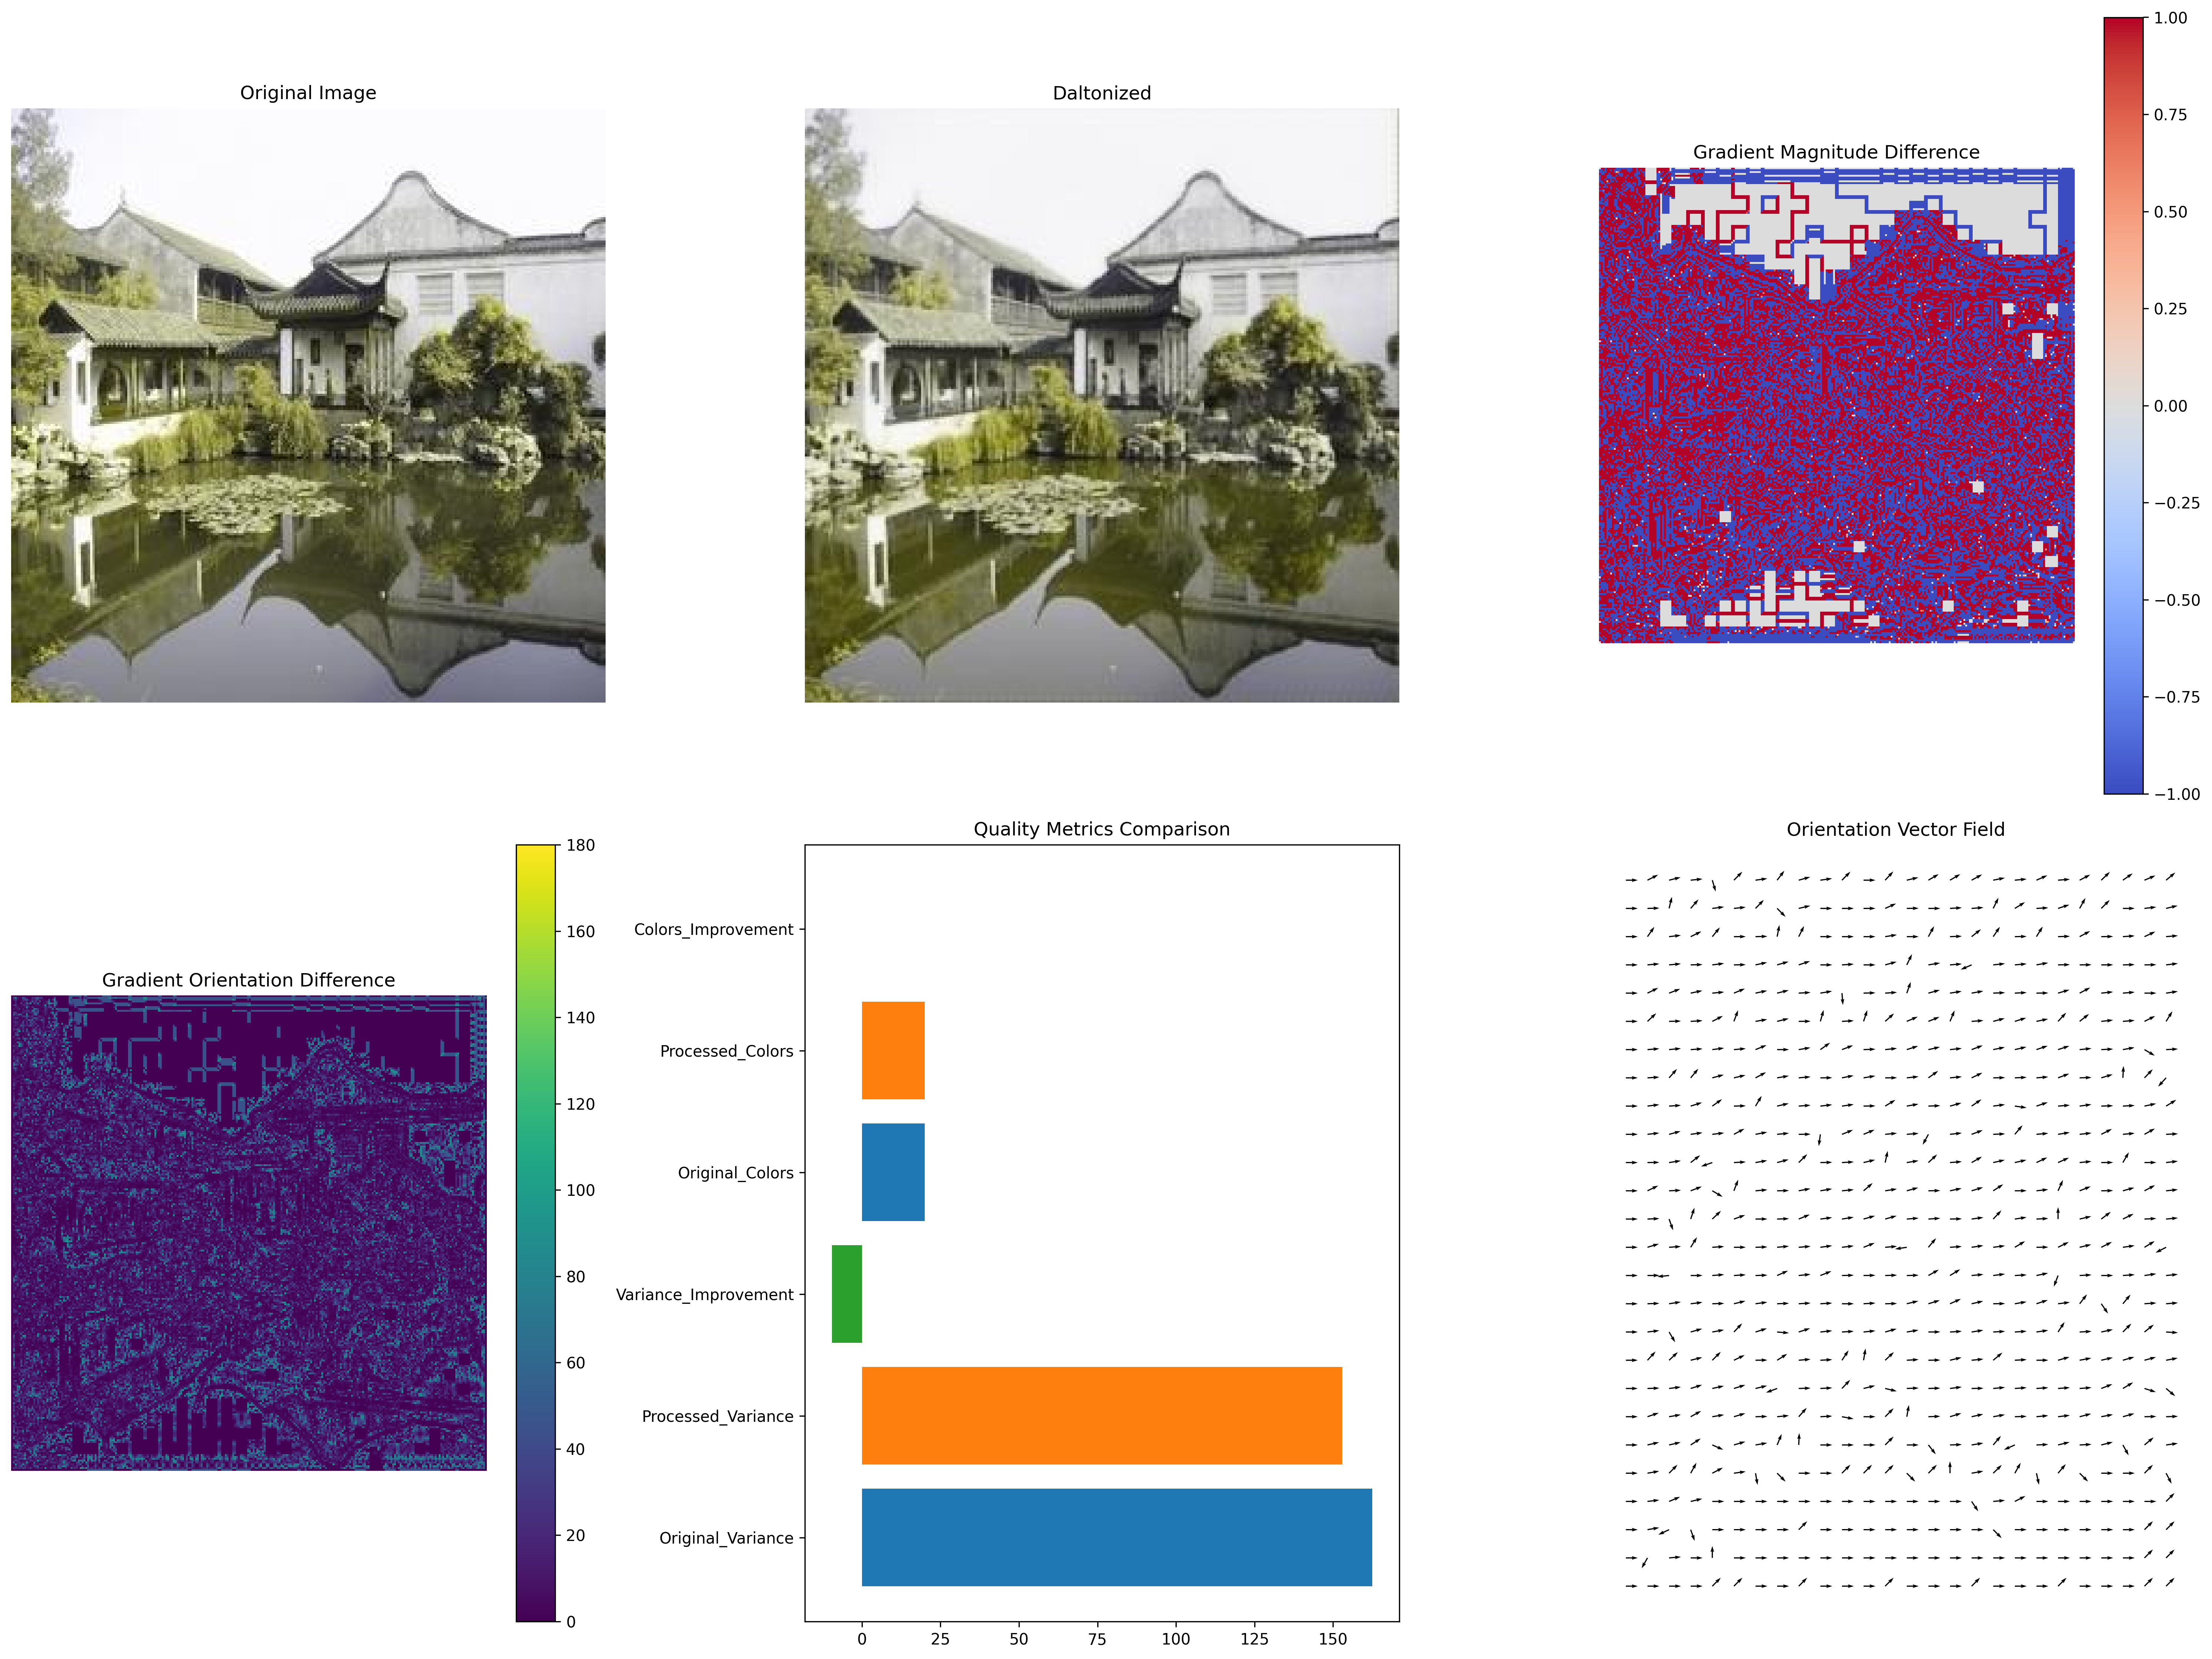 Original Image
Daltonized
Gradient Magnitude Difference
1.00
0.75
0.50
0.25
0.00
−0.25
−0.50
−0.75
−1.00
Gradient Orientation Difference
180
160
140
120
100
80
60
40
20
0
Quality Metrics Comparison
Colors_Improvement
Processed_Colors
Original_Colors
Variance_Improvement
Processed_Variance
Original_Variance
0 25 50 75 100 125 150
Orientation Vector Field